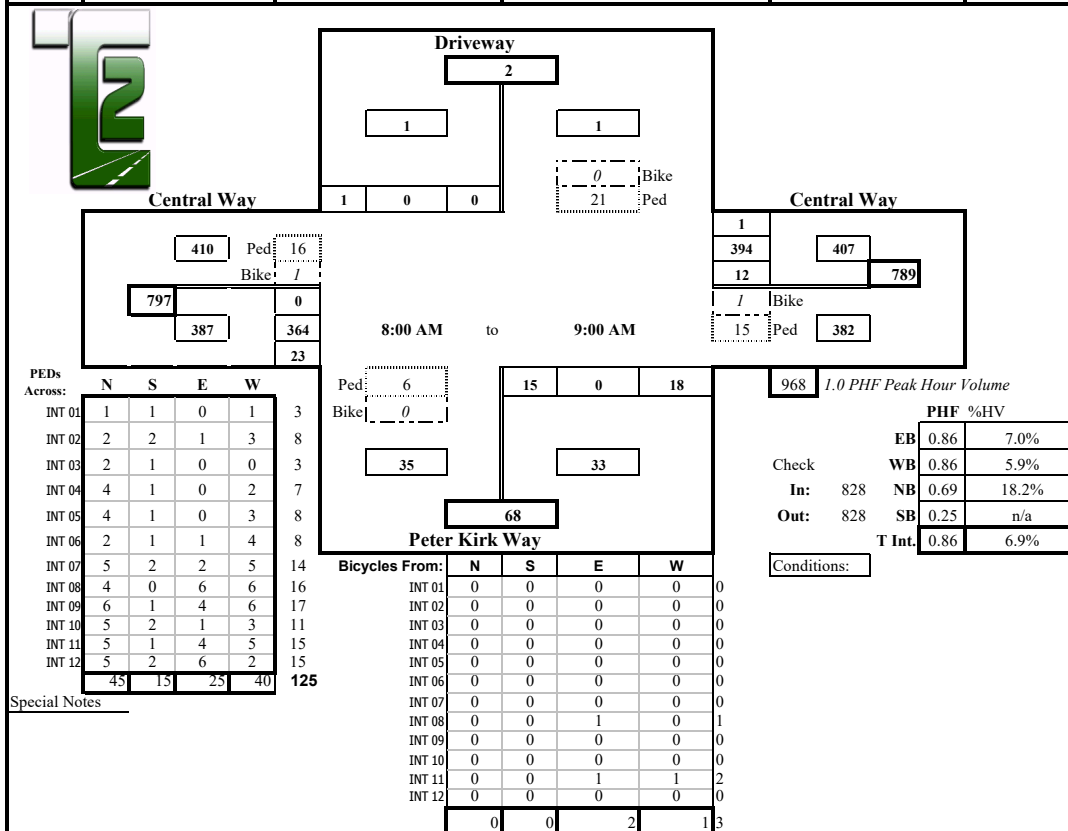 T2
Driveway
2
1 1
0 Bike
21 Ped
Central Way
1 0 0
Central Way
1
410 Ped 16
394 407
Bike 1
12 789
797 0
1 Bike
387 364
8:00 AM to 9:00 AM
15 Ped 382
23
PEDs
Across: N S E W
Ped 6
15 0 18
968 1.0 PHF Peak Hour Volume
INT 01 1 1 0 1 3
Bike 0
PHF %HV
INT 02 2 2 1 3 8
EB 0.86 7.0%
INT 03 2 1 0 0 3
35 33
Check WB 0.86 5.9%
INT 04 4 1 0 2 7
In: 828 NB 0.69 18.2%
INT 05 4 1 0 3 8
68
Out: 828 SB 0.25 n/a
INT 06 2 1 1 4 8
Peter Kirk Way
T Int. 0.86 6.9%
INT 07 5 2 2 5 14
Bicycles From: N S E W
Conditions:
INT 08 4 0 6 6 16
INT 09 6 1 4 6 17
INT 10 5 2 1 3 11
INT 11 5 1 4 5 15
INT 12 5 2 6 2 15
45 15 25 40 125
Special Notes
INT 01 0 0 0 0 0
INT 02 0 0 0 0 0
INT 03 0 0 0 0 0
INT 04 0 0 0 0 0
INT 05 0 0 0 0 0
INT 06 0 0 0 0 0
INT 07 0 0 0 0 0
INT 08 0 0 1 0 1
INT 09 0 0 0 0 0
INT 10 0 0 0 0 0
INT 11 0 0 1 1 2
INT 12 0 0 0 0 0
0 0 2 1 3